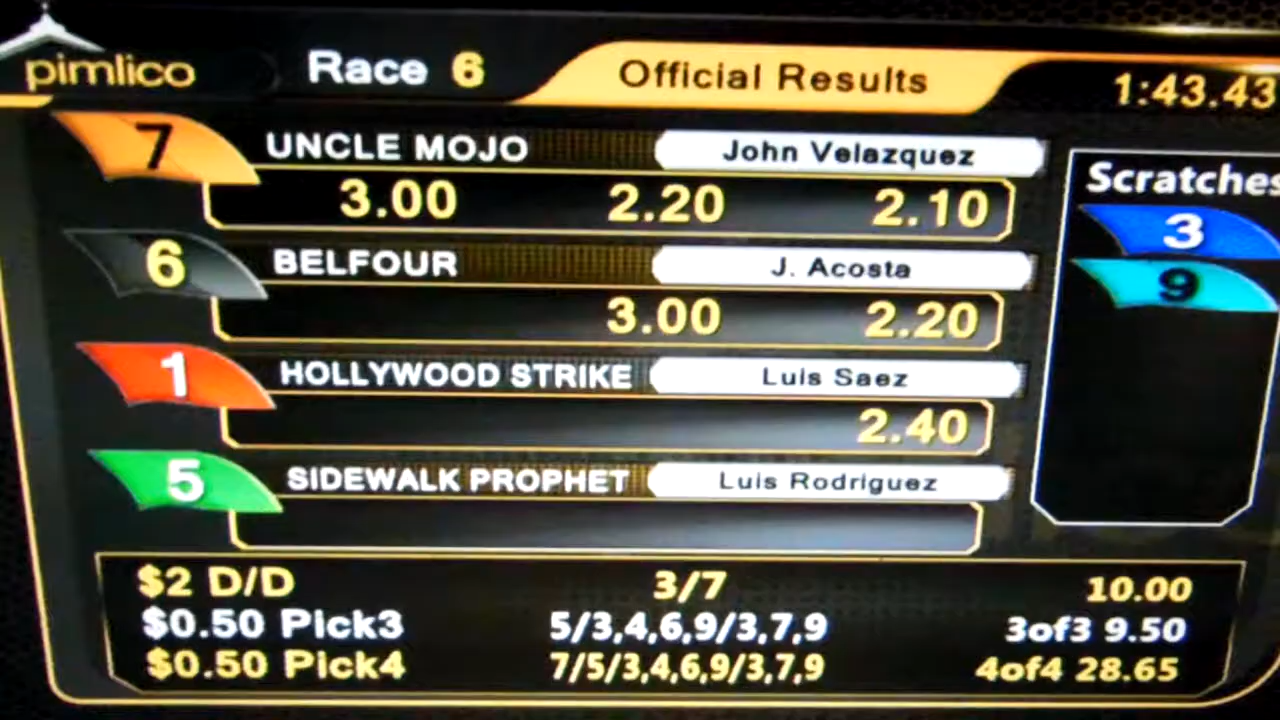 pimlico Race 6 Official Results 1:43.43
7 UNCLE MOJO John Velazquez
3.00 2.20 2.10
Scratches
3
9
6 BELFOUR J. Acosta
3.00 2.20
1 HOLLYWOOD STRIKE Luis Saez
2.40
5 SIDEWALK PROPHET Luis Rodriguez
$2 D/D 3/7 10.00
$0.50 Pick3 5/3,4,6,9/3,7,9 3of3 9.50
$0.50 Pick4 7/5/3,4,6,9/3,7,9 4of4 28.65